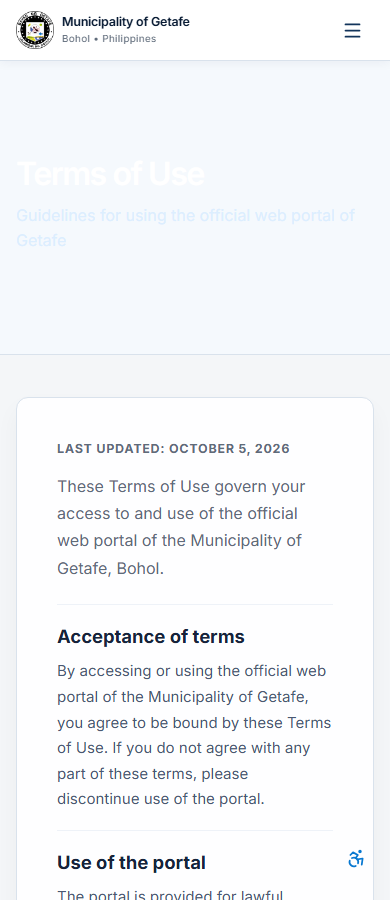 Municipality of Getafe
Bohol • Philippines
Terms of Use
Guidelines for using the official web portal of
Getafe
LAST UPDATED: OCTOBER 5, 2026
These Terms of Use govern your
access to and use of the official
web portal of the Municipality of
Getafe, Bohol.
Acceptance of terms
By accessing or using the official web
portal of the Municipality of Getafe,
you agree to be bound by these Terms
of Use. If you do not agree with any
part of these terms, please
discontinue use of the portal.
Use of the portal
The portal is provided for lawful